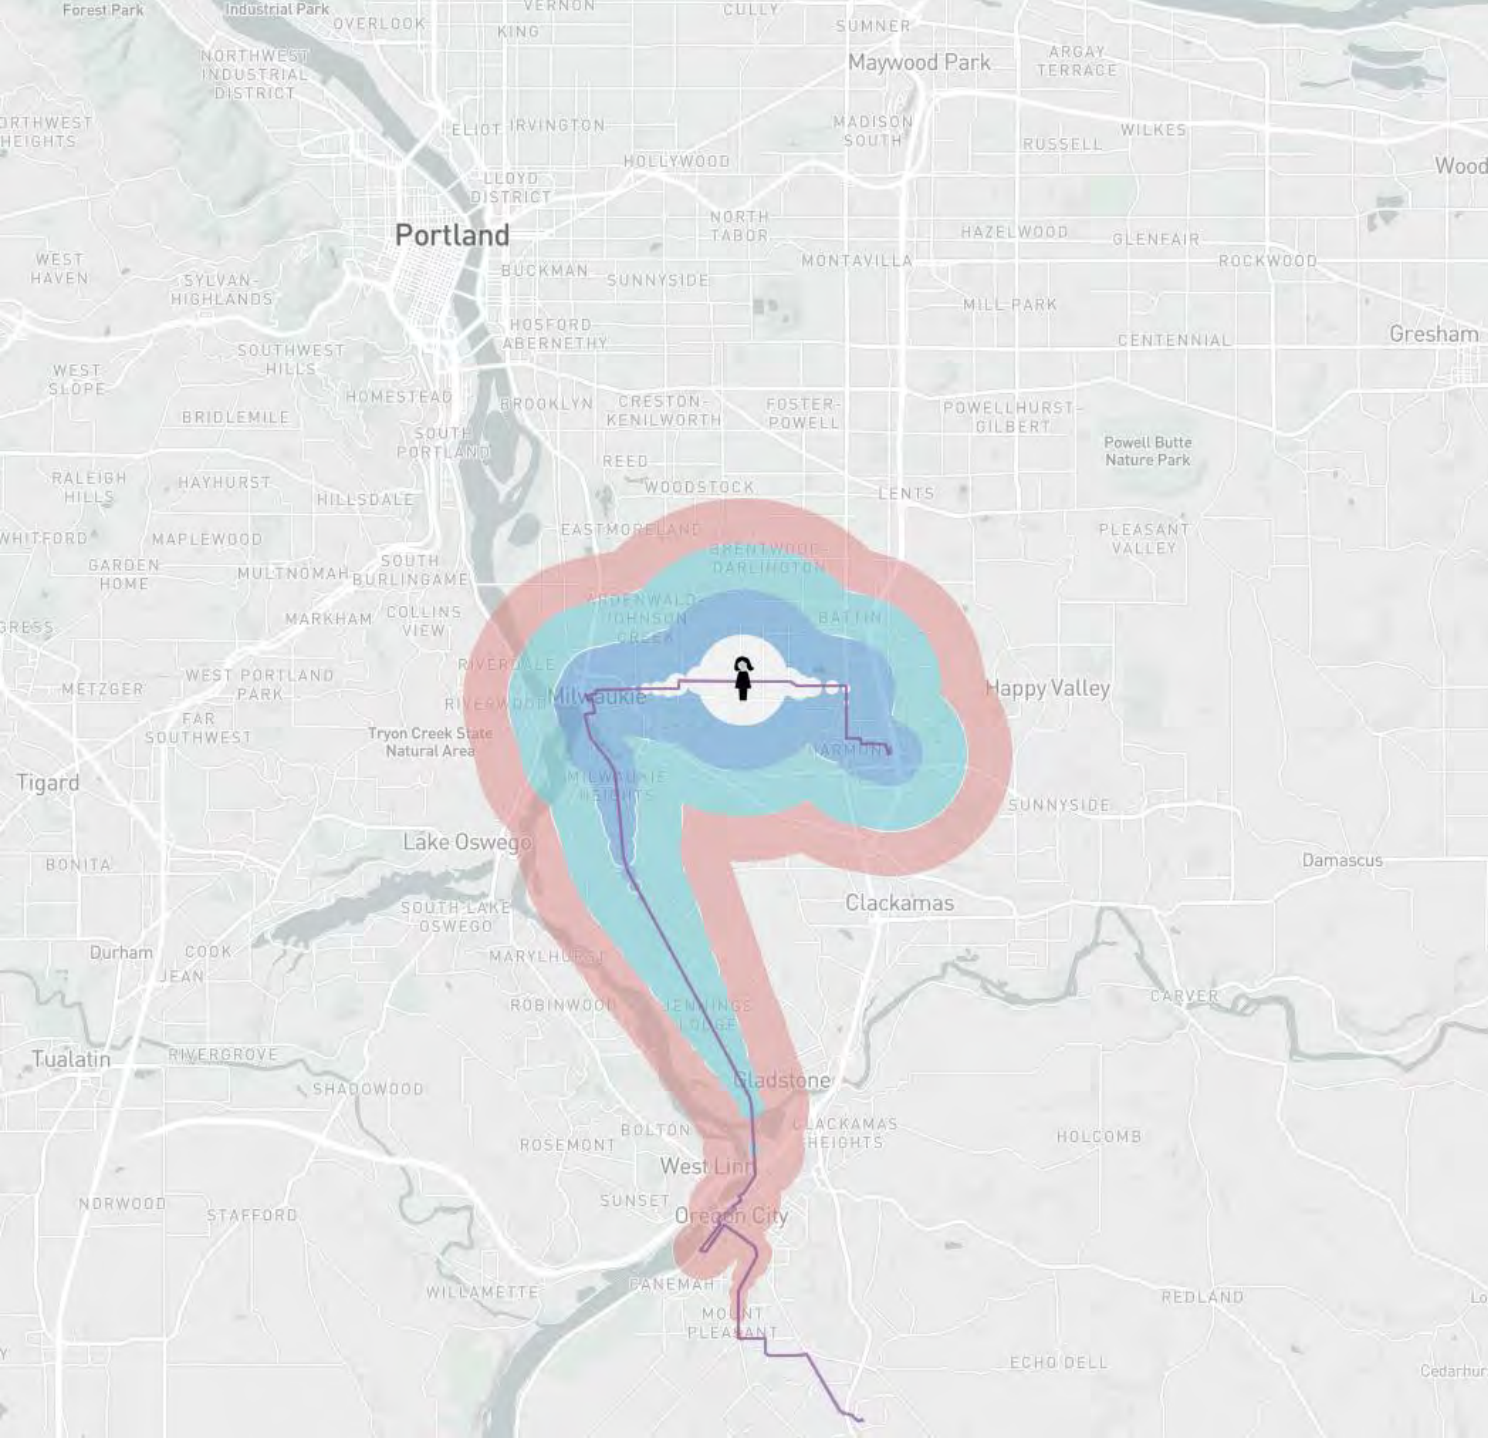 Forest Park
Industrial Park
OVERLOOK
VERNON
KING
CULLY
SUMNER
NORTHWEST
INDUSTRIAL
DISTRICT
Maywood Park
ARGAY
TERRACE
ORTHWEST
HEIGHTS
ELIOT
IRVINGTON
MADISON
SOUTH
WILKES
RUSSELL
HOLLYWOOD
Wood
LLOYD
DISTRICT
Portland
NORTH
TABOR
HAZELWOOD
GLENFAIR
WEST
HAVEN
SYLVAN-
HIGHLANDS
BUCKMAN
SUNNYSIDE
MONTAVILLA
ROCKWOOD
MILL PARK
HOSFORD-
ABERNETHY
CENTENNIAL
Gresham
SOUTHWEST
HILLS
WEST
SLOPE
HOMESTEAD
BROOKLYN
CRESTON-
KENILWORTH
FOSTER-
POWELL
POWELLHURST-
GILBERT
BRIDLEMILE
SOUTH
PORTLAND
Powell Butte
Nature Park
REED
RALEIGH
HILLS
HAYHURST
HILLSDALE
WOODSTOCK
LENTS
EASTMORELAND
WHITFORD
MAPLEWOOD
BRENTWOOD-
DARLINGTON
PLEASANT
VALLEY
GARDEN
HOME
MULTNOMAH
SOUTH
BURLINGAME
ARDENWALD
JOHNSON
CREEK
BATTIN
MARKHAM
COLLINS
VIEW
GRESS
RIVERDALE
WEST PORTLAND
PARK
METZGER
RIVERWOOD
Milwaukie
Happy Valley
FAR
SOUTHWEST
Tryon Creek State
Natural Area
HARMONY
Tigard
MILWAUKIE
HEIGHTS
SUNNYSIDE
Lake Oswego
BONITA
Damascus
SOUTH LAKE
OSWEGO
Clackamas
Durham
COOK
JEAN
MARYLHURST
ROBINWOOD
JENNINGS
LODGE
CARVER
Tualatin
RIVERGROVE
SHADOWOOD
Gladstone
BOLTON
ROSEMONT
CLACKAMAS
HEIGHTS
HOLCOMB
West Linn
NORWOOD
STAFFORD
SUNSET
Oregon City
WILLAMETTE
CANEMAH
REDLAND
Lo
MOUNT
PLEASANT
Y
ECHO DELL
Cedarhur